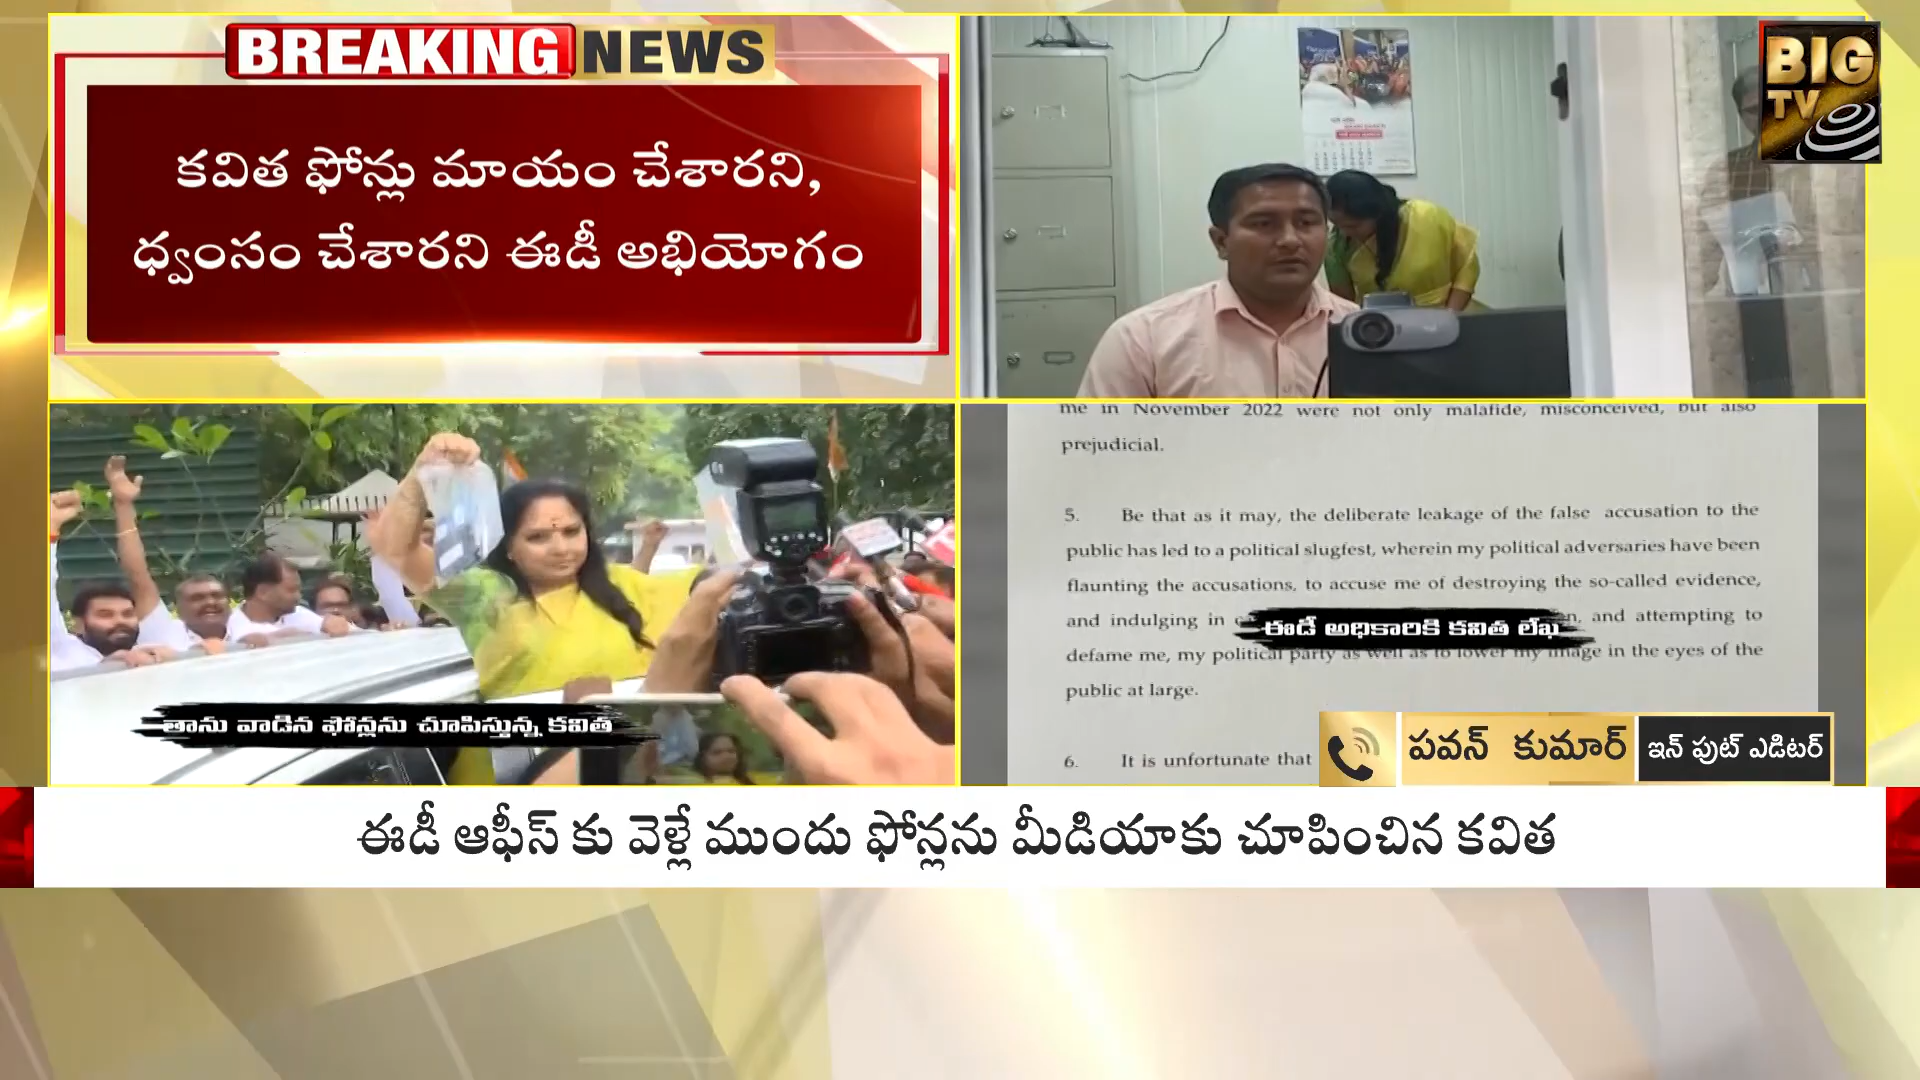 BREAKING NEWS
కవిత ఫోన్లు మాయం చేశారని,
ధ్వంసం చేశారని ఈడీ అభియోగం
BIG
TV
me in November 2022 were not only malafide, misconceived, but also
prejudicial.
5. Be that as it may, the deliberate leakage of the false accusation to the
public has led to a political slugfest, wherein my political adversaries have been
flaunting the accusations, to accuse me of destroying the so-called evidence,
and indulging in and attempting to
ఈడీ అధికారికి కవిత లేఖ
defame me, my political party as well as to lower my image in the eyes of the
public at large.
6. It is unfortunate that
తాను వాడిన ఫోన్లను చూపిస్తున్న కవిత
పవన్ కుమార్ ఇన్ పుట్ ఎడిటర్
ఈడీ ఆఫీస్ కు వెళ్లే ముందు ఫోన్లను మీడియాకు చూపించిన కవిత